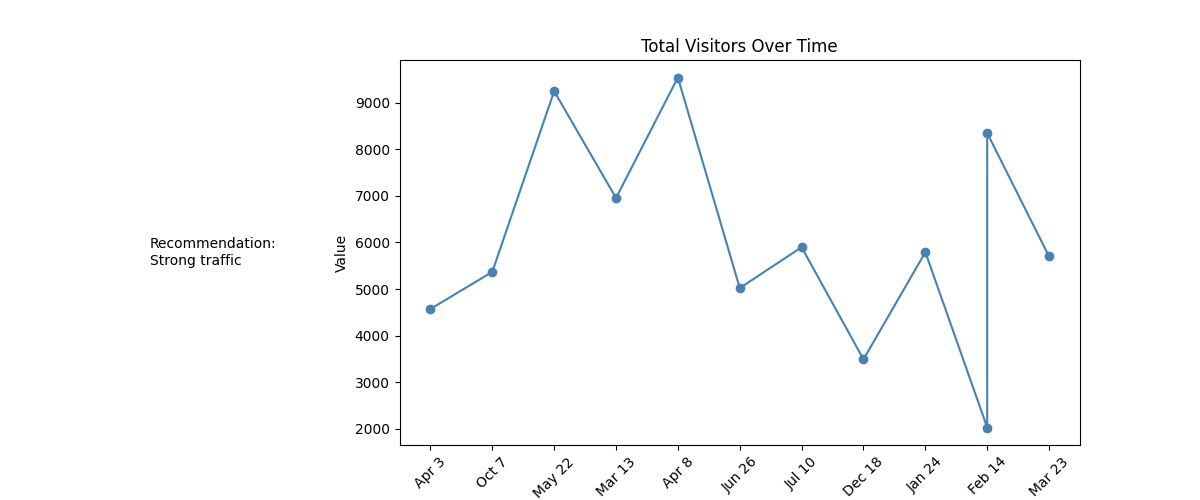 Total Visitors Over Time
Recommendation:
Strong traffic
Value
9000
8000
7000
6000
5000
4000
3000
2000
Apr 3
Oct 7
May 22
Mar 13
Apr 8
Jun 26
Jul 10
Dec 18
Jan 24
Feb 14
Mar 23